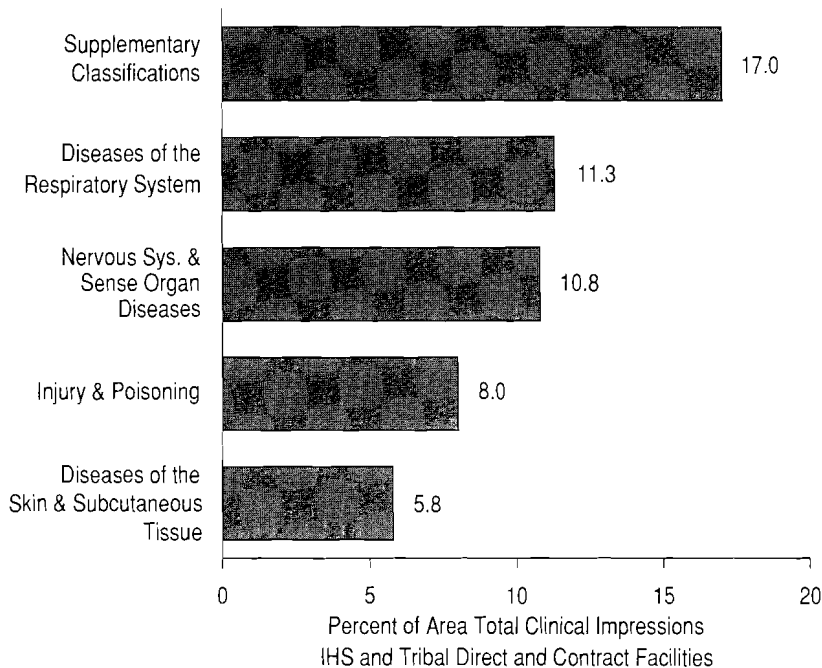 Supplementary
Classifications
17.0
Diseases of the
Respiratory System
11.3
Nervous Sys. &
Sense Organ
Diseases
10.8
Injury & Poisoning
8.0
Diseases of the
Skin & Subcutaneous
Tissue
5.8
0 5 10 15 20
Percent of Area Total Clinical Impressions
IHS and Tribal Direct and Contract Facilities